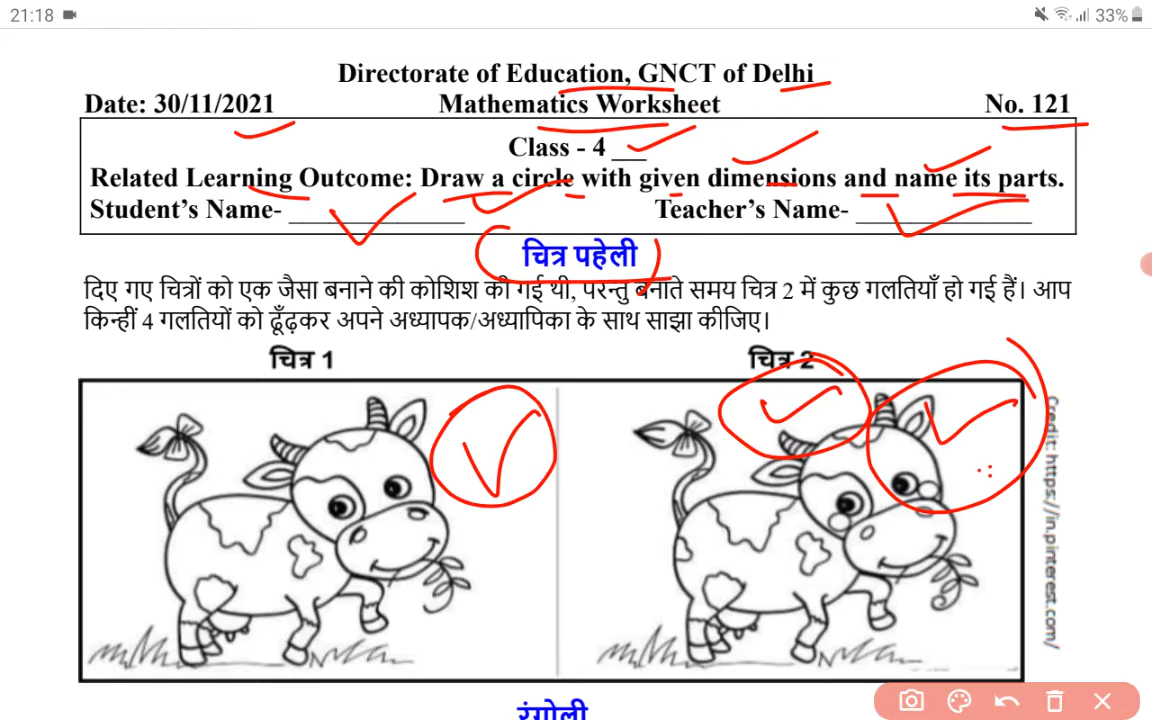 21:18 33%
Directorate of Education, GNCT of Delhi
Date: 30/11/2021 Mathematics Worksheet No. 121
Class - 4 __
Related Learning Outcome: Draw a circle with given dimensions and name its parts.
Student's Name- ____________ Teacher's Name- ____________
चित्र पहेली
दिए गए चित्रों को एक जैसा बनाने की कोशिश की गई थी, परन्तु बनाते समय चित्र 2 में कुछ गलतियाँ हो गई हैं। आप
किन्हीं 4 गलतियों को ढूँढ़कर अपने अध्यापक/अध्यापिका के साथ साझा कीजिए।
चित्र 1 चित्र 2
Credit: https://in.pinterest.com/
रंगोली